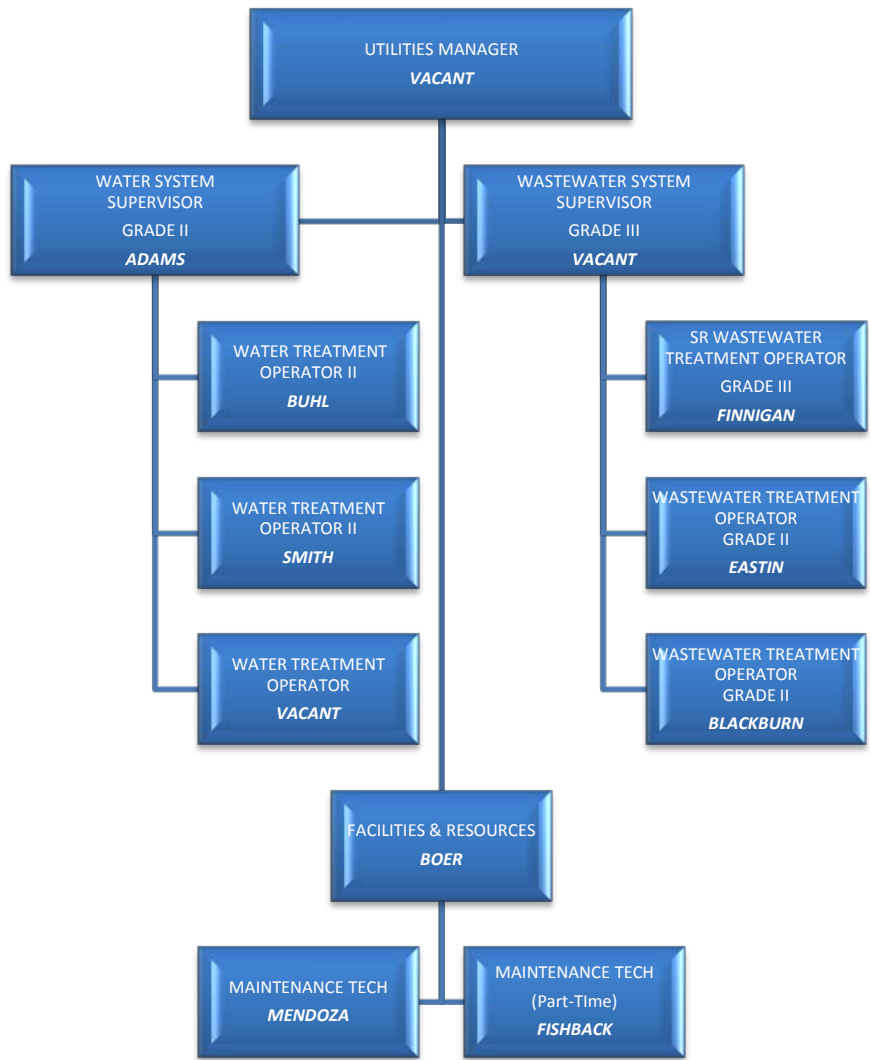 UTILITIES MANAGER
VACANT
WATER SYSTEM
SUPERVISOR
GRADE II
ADAMS
WASTEWATER SYSTEM
SUPERVISOR
GRADE III
VACANT
WATER TREATMENT
OPERATOR II
BUHL
SR WASTEWATER
TREATMENT OPERATOR
GRADE III
FINNIGAN
WATER TREATMENT
OPERATOR II
SMITH
WASTEWATER TREATMENT
OPERATOR
GRADE II
EASTIN
WATER TREATMENT
OPERATOR
VACANT
WASTEWATER TREATMENT
OPERATOR
GRADE II
BLACKBURN
FACILITIES & RESOURCES
BOER
MAINTENANCE TECH
MENDOZA
MAINTENANCE TECH
(Part-TIme)
FISHBACK